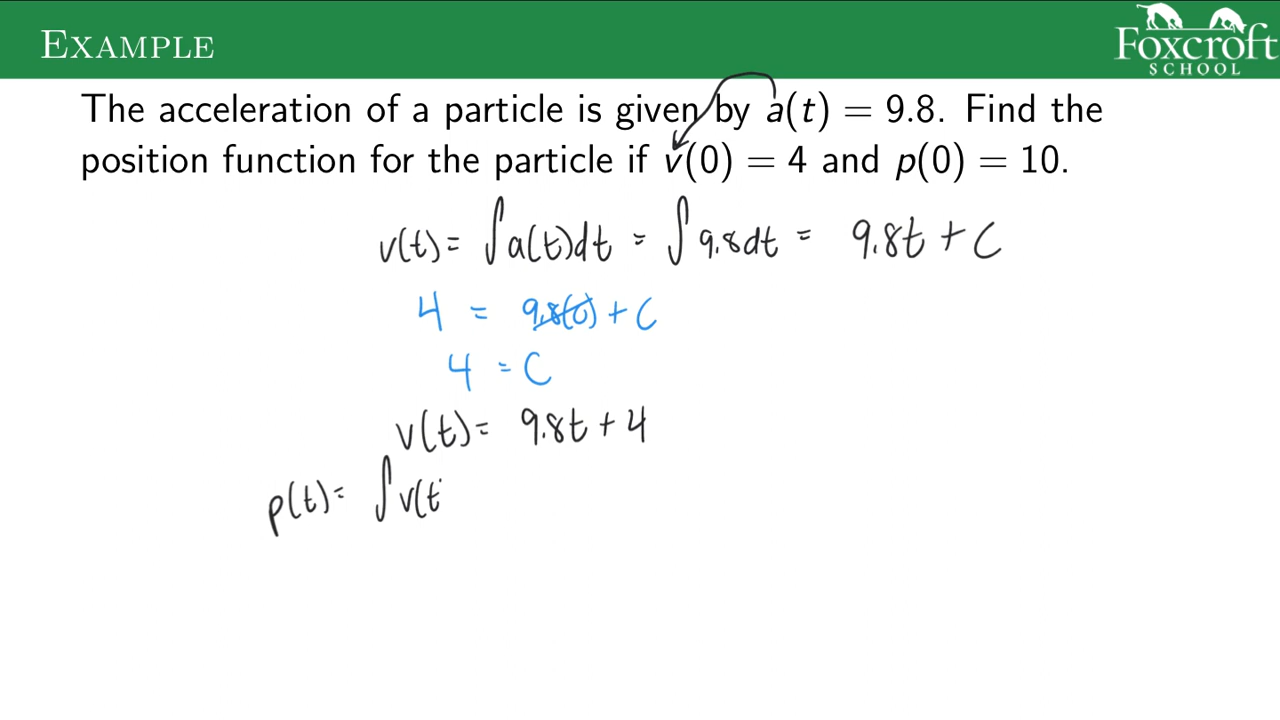 EXAMPLE
Foxcroft
SCHOOL
The acceleration of a particle is given by a(t) = 9.8. Find the
position function for the particle if v(0) = 4 and p(0) = 10.
v(t) = ∫a(t)dt = ∫9.8dt = 9.8t + C
4 = 9.8(0) + C
4 = C
v(t) = 9.8t + 4
p(t) = ∫v(t